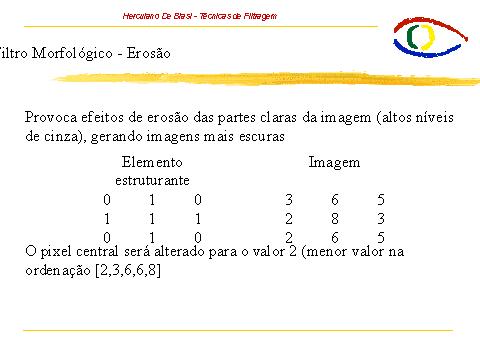 Herculano De Biasi - Técnicas de Filtragem
iltro Morfológico - Erosão
Provoca efeitos de erosão das partes claras da imagem (altos níveis
de cinza), gerando imagens mais escuras
Elemento Imagem
estruturante
0 1 0 3 6 5
1 1 1 2 8 3
0 1 0 2 6 5
O pixel central será alterado para o valor 2 (menor valor na
ordenação [2,3,6,6,8]